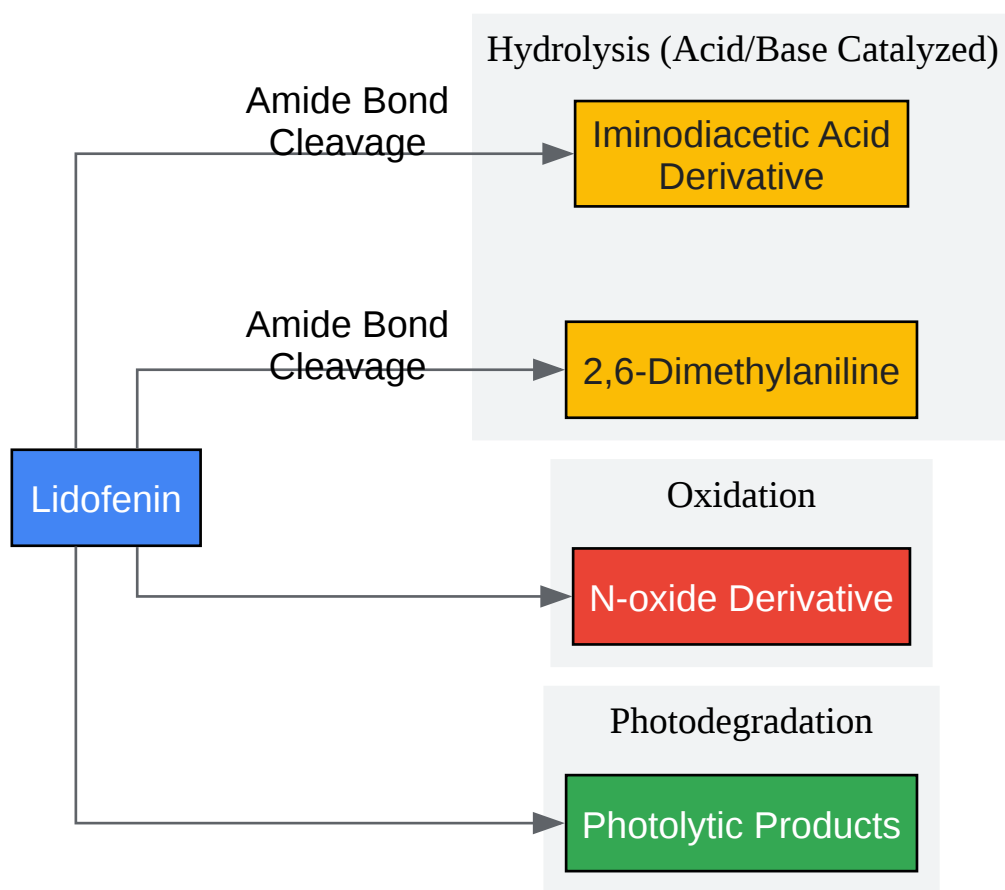 Hydrolysis (Acid/Base Catalyzed)
Amide Bond
Cleavage
Iminodiacetic Acid
Derivative
Amide Bond
Cleavage
2,6-Dimethylaniline
Lidofenin
Oxidation
N-oxide Derivative
Photodegradation
Photolytic Products